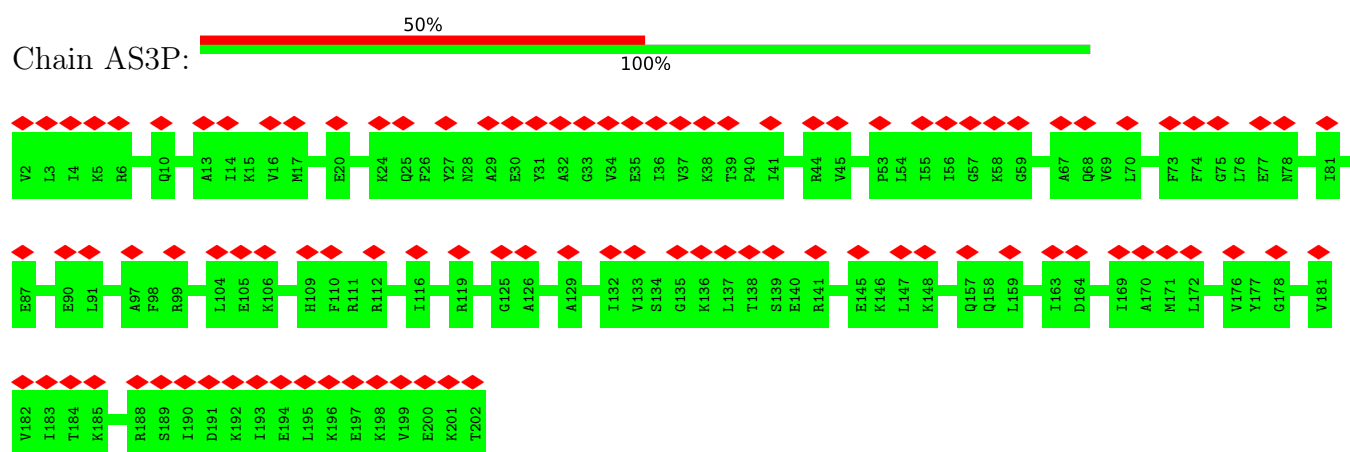 50%
Chain AS3P:
100%
V2 L3 I4 K5 R6 Q10 A13 I14 K15 V16 M17 E20 K24 Q25 F26 Y27 N28 A29 E30 Y31 A32 G33 V34 E35 I36 V37 K38 T39 P40 I41 R44 V45 P53 L54 I55 I56 G57 K58 G59 A67 Q68 V69 L70 F73 F74 G75 L76 E77 N78 I81
E87 E90 L91 A97 F98 R99 L104 E105 K106 H109 F110 R111 R112 I116 R119 G125 A126 A129 I132 V133 S134 G135 K136 L137 T138 S139 E140 R141 E145 K146 L147 K148 Q157 Q158 L159 I163 D164 I169 A170 M171 L172 V176 Y177 G178 V181
V182 I183 T184 K185 R188 S189 I190 D191 K192 I193 E194 L195 K196 E197 K198 V199 E200 K201 T202